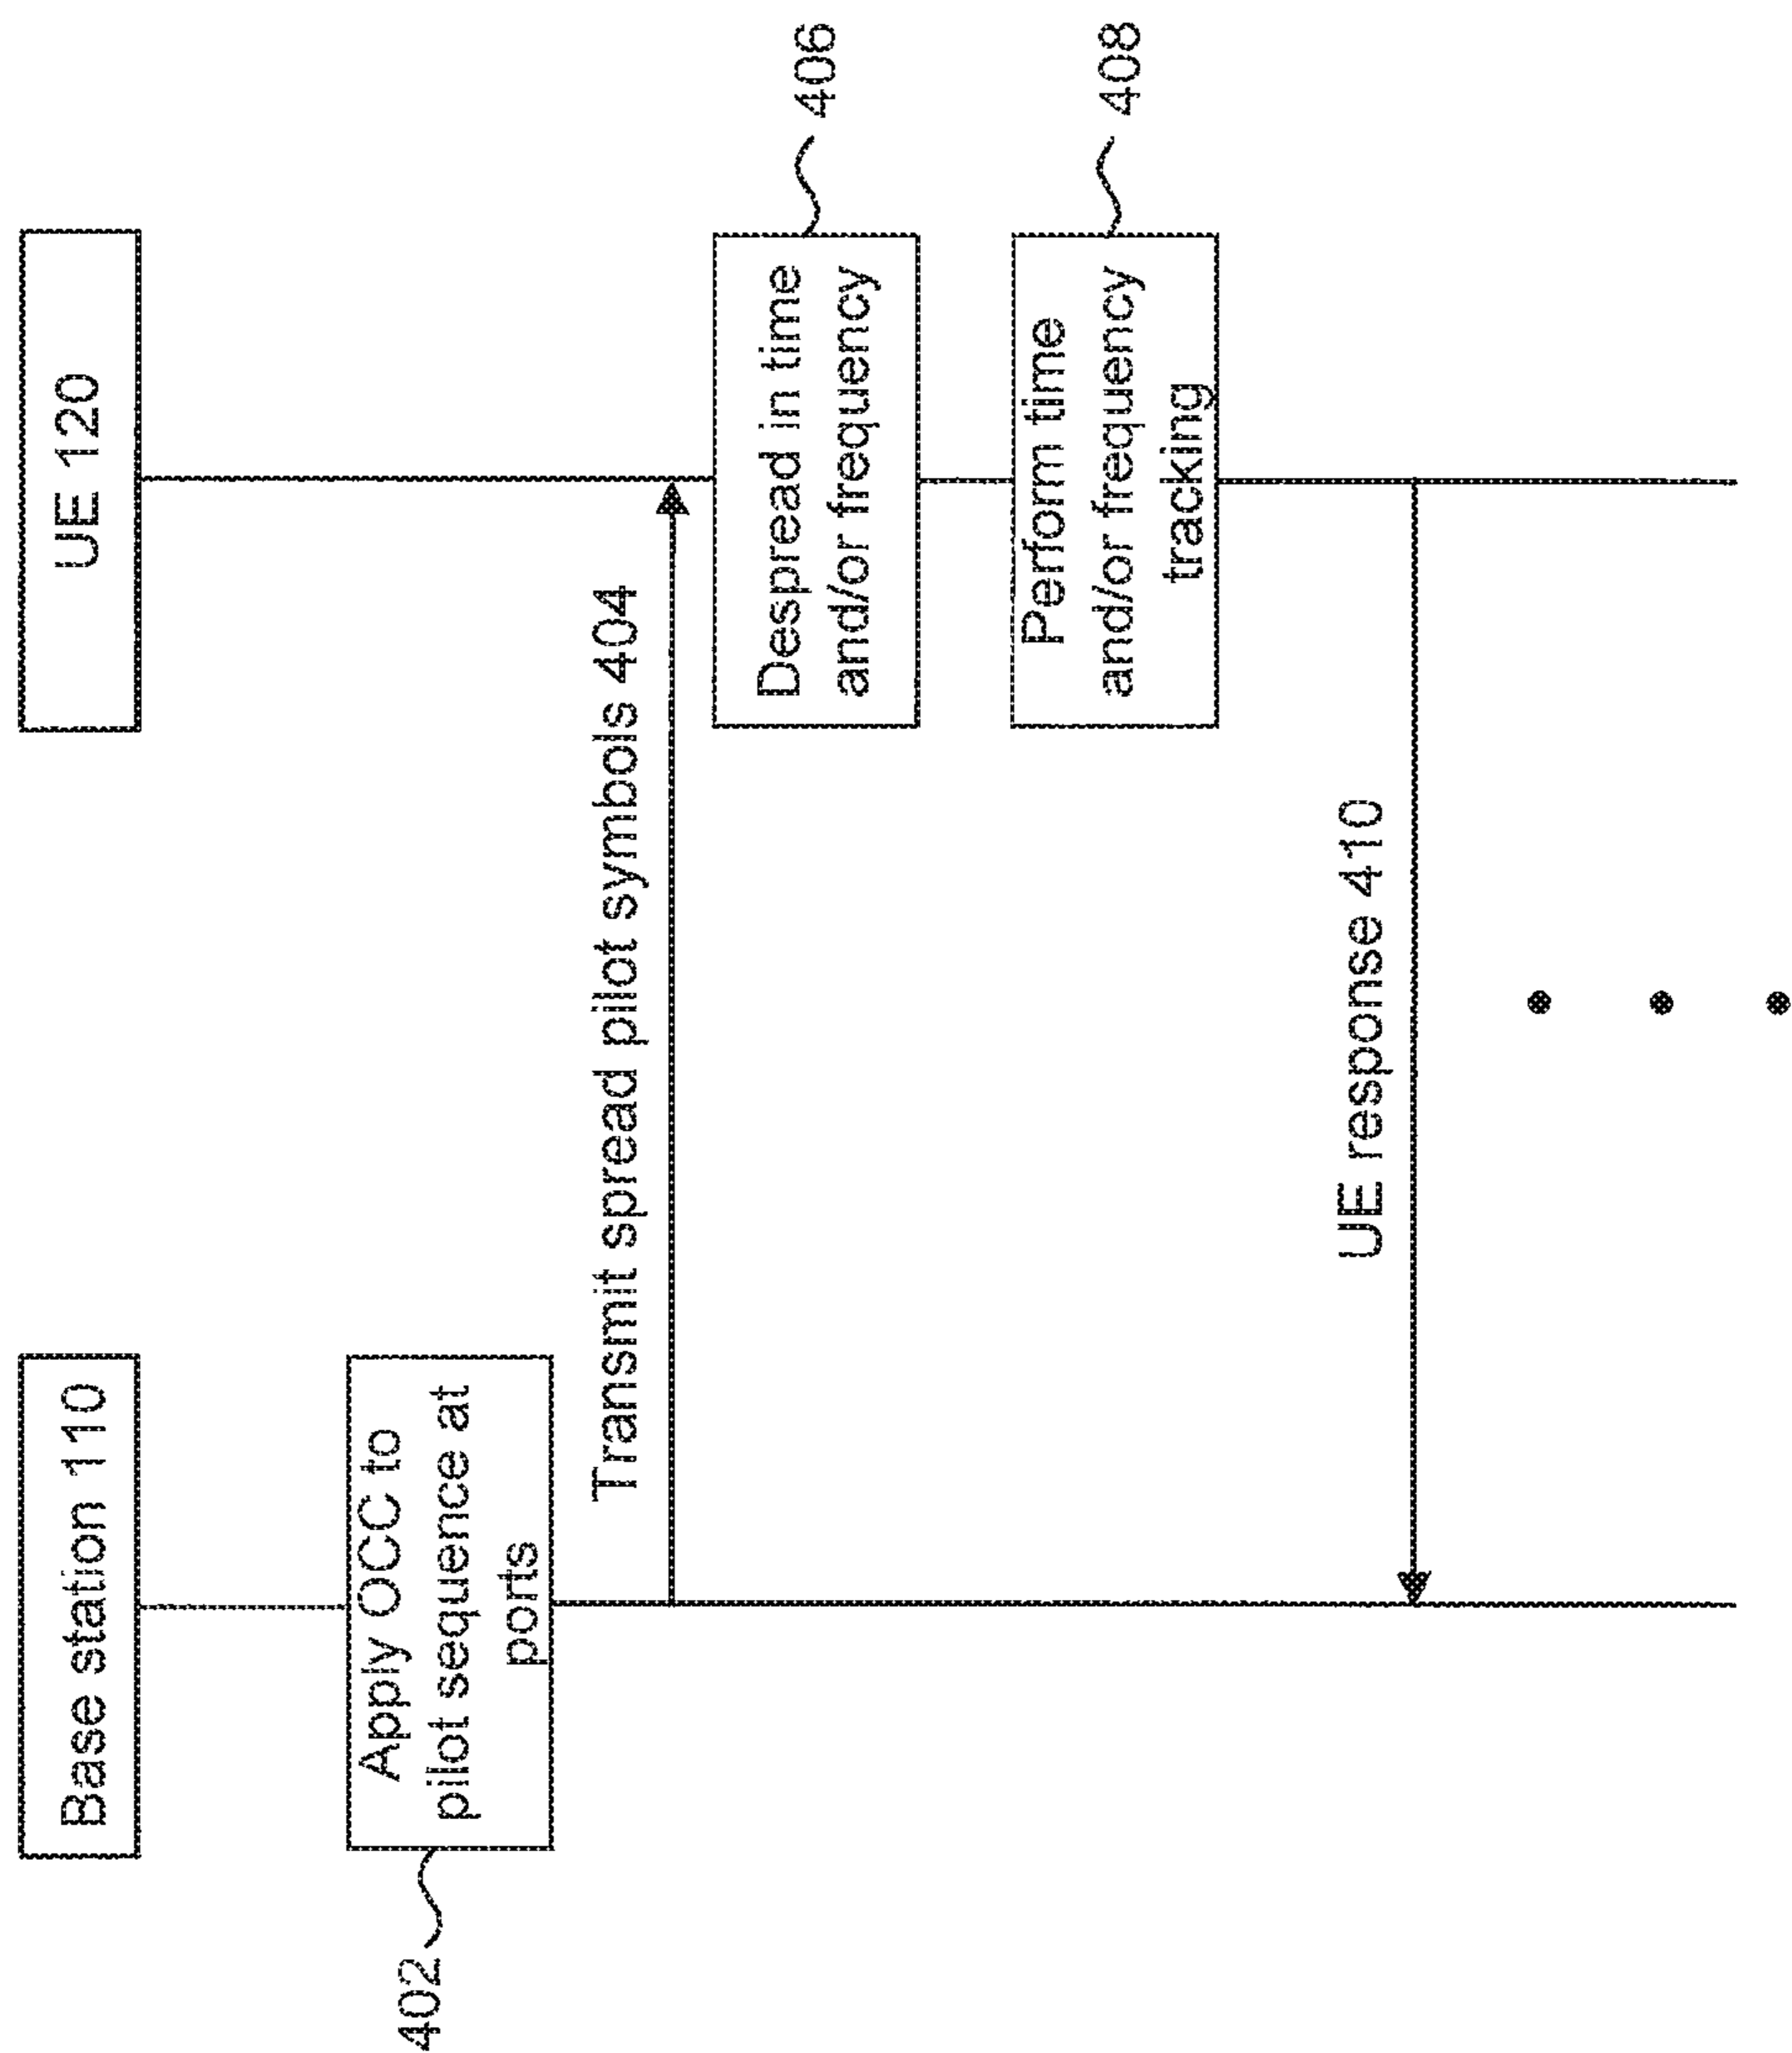 Base station 110
UE 120
402
Apply OCC to
pilot sequence at
ports
Transmit spread pilot symbols 404
Despread in time
and/or frequency
406
Perform time
and/or frequency
tracking
408
UE response 410